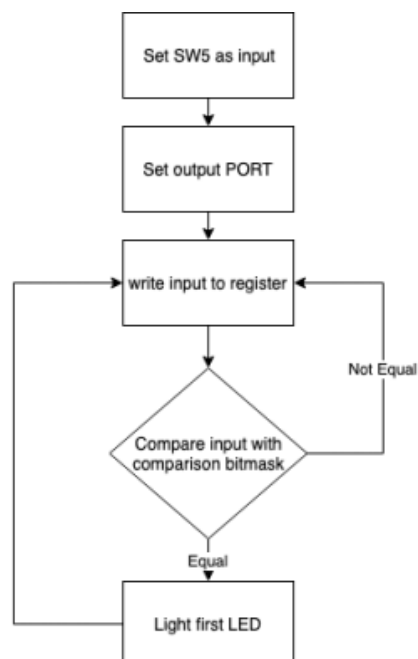 Set SW5 as input
Set output PORT
write input to register
Not Equal
Compare input with
comparison bitmask
Equal
Light first LED